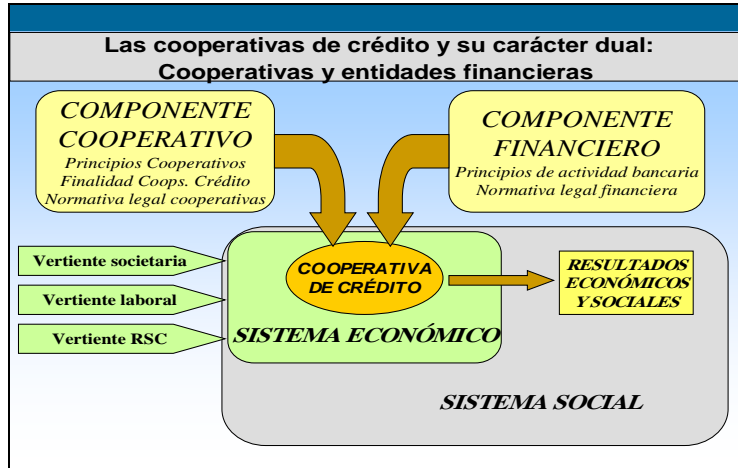 Las cooperativas de crédito y su carácter dual:
Cooperativas y entidades financieras
COMPONENTE
COOPERATIVO
Principios Cooperativos
Finalidad Coops. Crédito
Normativa legal cooperativas
COMPONENTE
FINANCIERO
Principios de actividad bancaria
Normativa legal financiera
Vertiente societaria
Vertiente laboral
Vertiente RSC
COOPERATIVA
DE CRÉDITO
RESULTADOS
ECONÓMICOS
Y SOCIALES
SISTEMA ECONÓMICO
SISTEMA SOCIAL